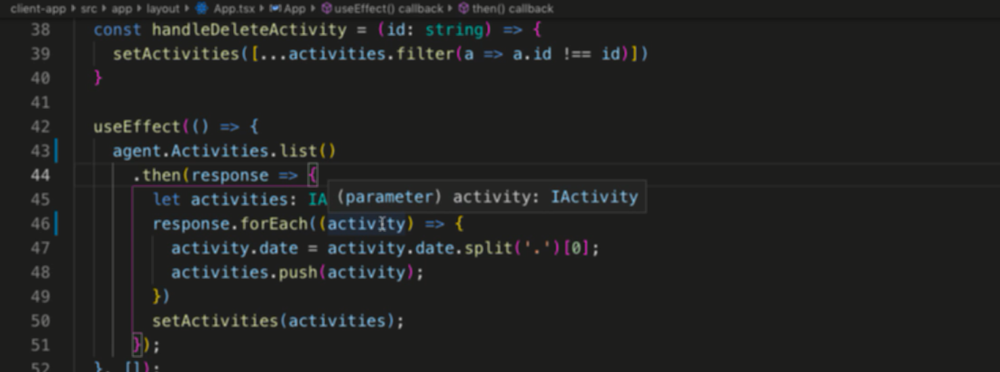 client-app src app layout App.tsx App useEffect() callback then() callback
38 const handleDeleteActivity = (id: string) => {
39 setActivities([...activities.filter(a => a.id !== id)])
40 }
41
42 useEffect(() => {
43 agent.Activities.list()
44 .then(response => {
45 let activities: IA
(parameter) activity: IActivity
46 response.forEach((activity) => {
47 activity.date = activity.date.split('.')[0];
48 activities.push(activity);
49 })
50 setActivities(activities);
51 });
52 }, []);